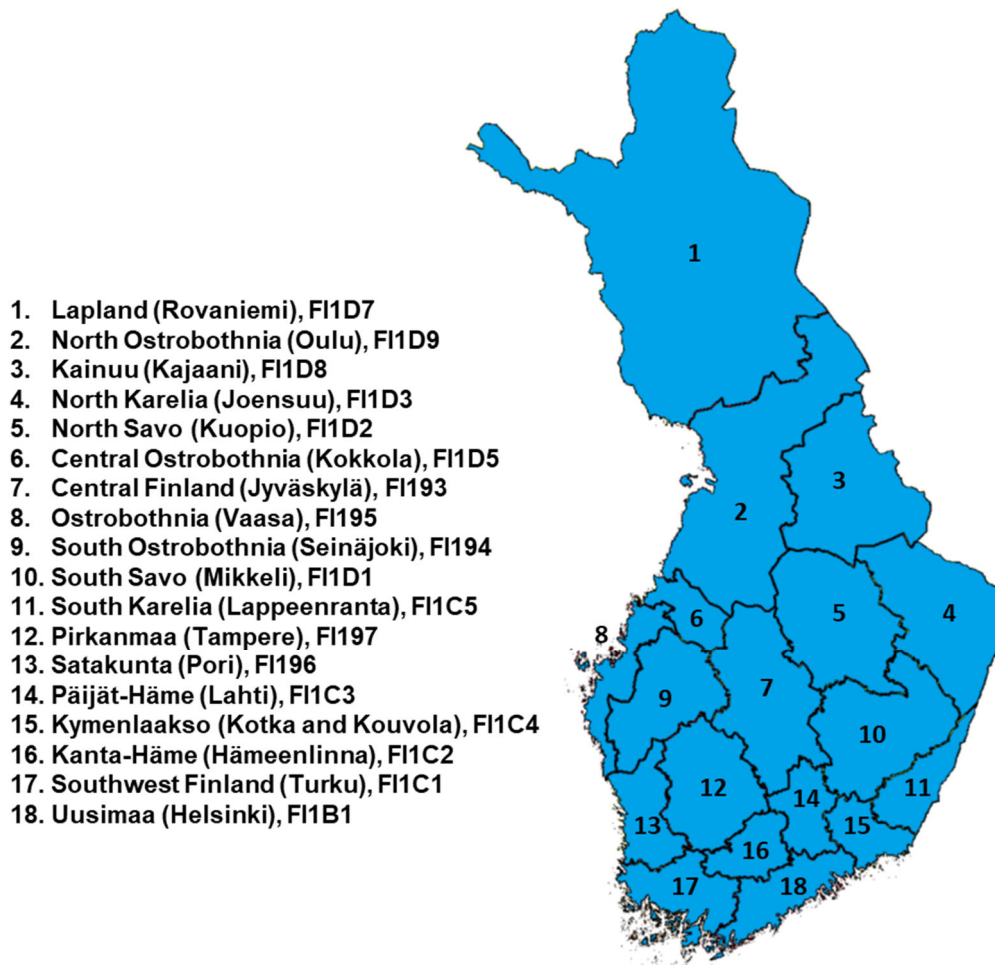 1. Lapland (Rovaniemi), FI1D7
2. North Ostrobothnia (Oulu), FI1D9
3. Kainuu (Kajaani), FI1D8
4. North Karelia (Joensuu), FI1D3
5. North Savo (Kuopio), FI1D2
6. Central Ostrobothnia (Kokkola), FI1D5
7. Central Finland (Jyväskylä), FI193
8. Ostrobothnia (Vaasa), FI195
9. South Ostrobothnia (Seinäjoki), FI194
10. South Savo (Mikkeli), FI1D1
11. South Karelia (Lappeenranta), FI1C5
12. Pirkanmaa (Tampere), FI197
13. Satakunta (Pori), FI196
14. Päijät-Häme (Lahti), FI1C3
15. Kymenlaakso (Kotka and Kouvola), FI1C4
16. Kanta-Häme (Hämeenlinna), FI1C2
17. Southwest Finland (Turku), FI1C1
18. Uusimaa (Helsinki), FI1B1
1
3
2
5
4
6
8
7
9
10
12
11
14
13
15
16
17
18